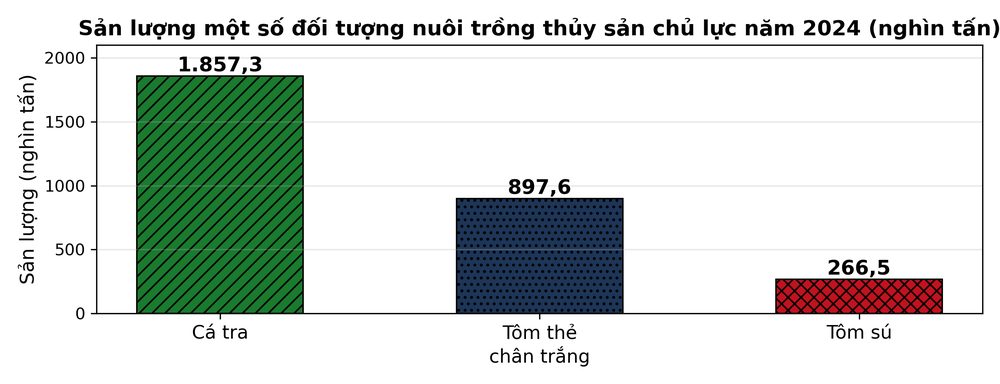 Sản lượng một số đối tượng nuôi trồng thủy sản chủ lực năm 2024 (nghìn tấn)
Sản lượng (nghìn tấn)
2000
1500
1000
500
0
1.857,3
897,6
266,5
Cá tra
Tôm thẻ
chân trắng
Tôm sú